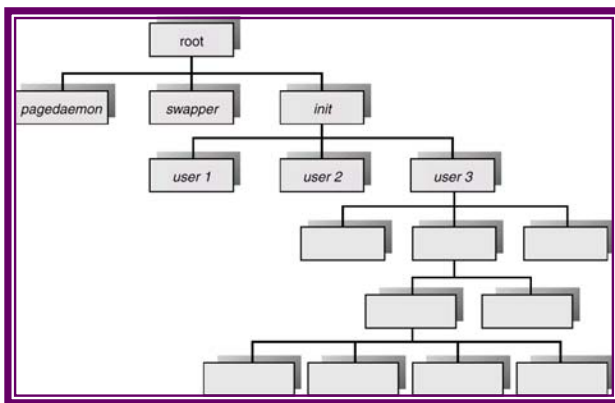 root
pagedaemon swapper init
user 1 user 2 user 3